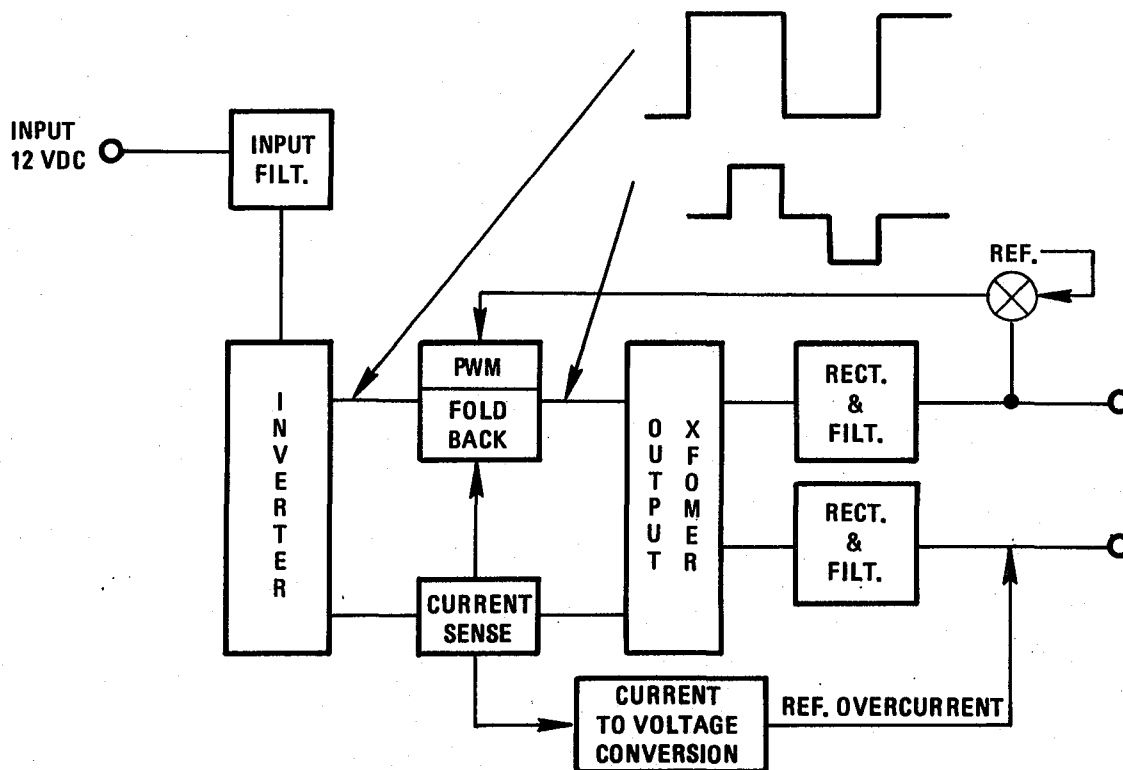 INPUT
12 VDC
INPUT
FILT.
REF.
INVERTER
PWM
FOLD
BACK
OUTPUT
XFOMER
RECT.
&
FILT.
RECT.
&
FILT.
CURRENT
SENSE
CURRENT
TO VOLTAGE
CONVERSION
REF. OVERCURRENT